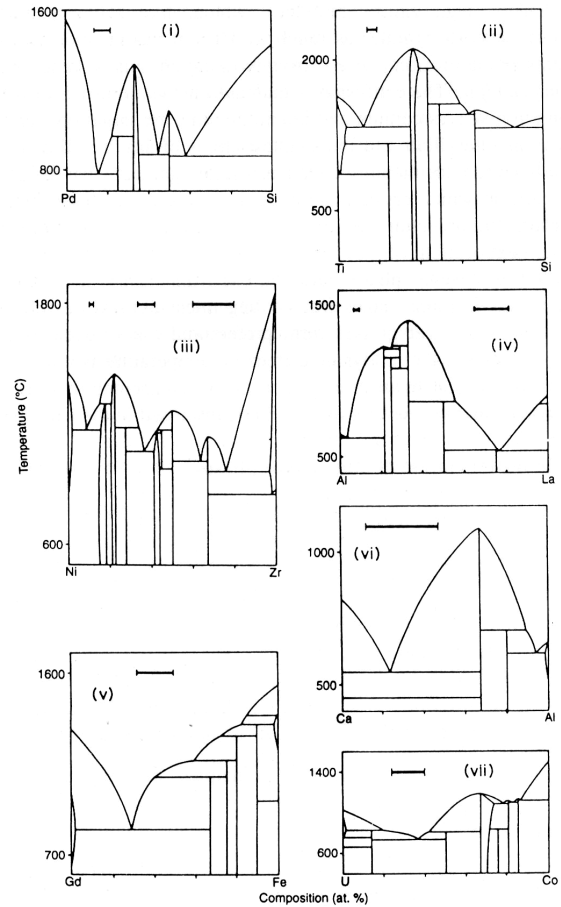 1600
(i)
800
Pd
Si
2000
(ii)
500
Ti
Si
1800
(iii)
600
Ni
Zr
1500
(iv)
500
Al
La
1000
(vi)
500
Ca
Al
1600
(v)
700
Gd
Fe
1400
(vii)
600
U
Co
Temperature (°C)
Composition (at. %)